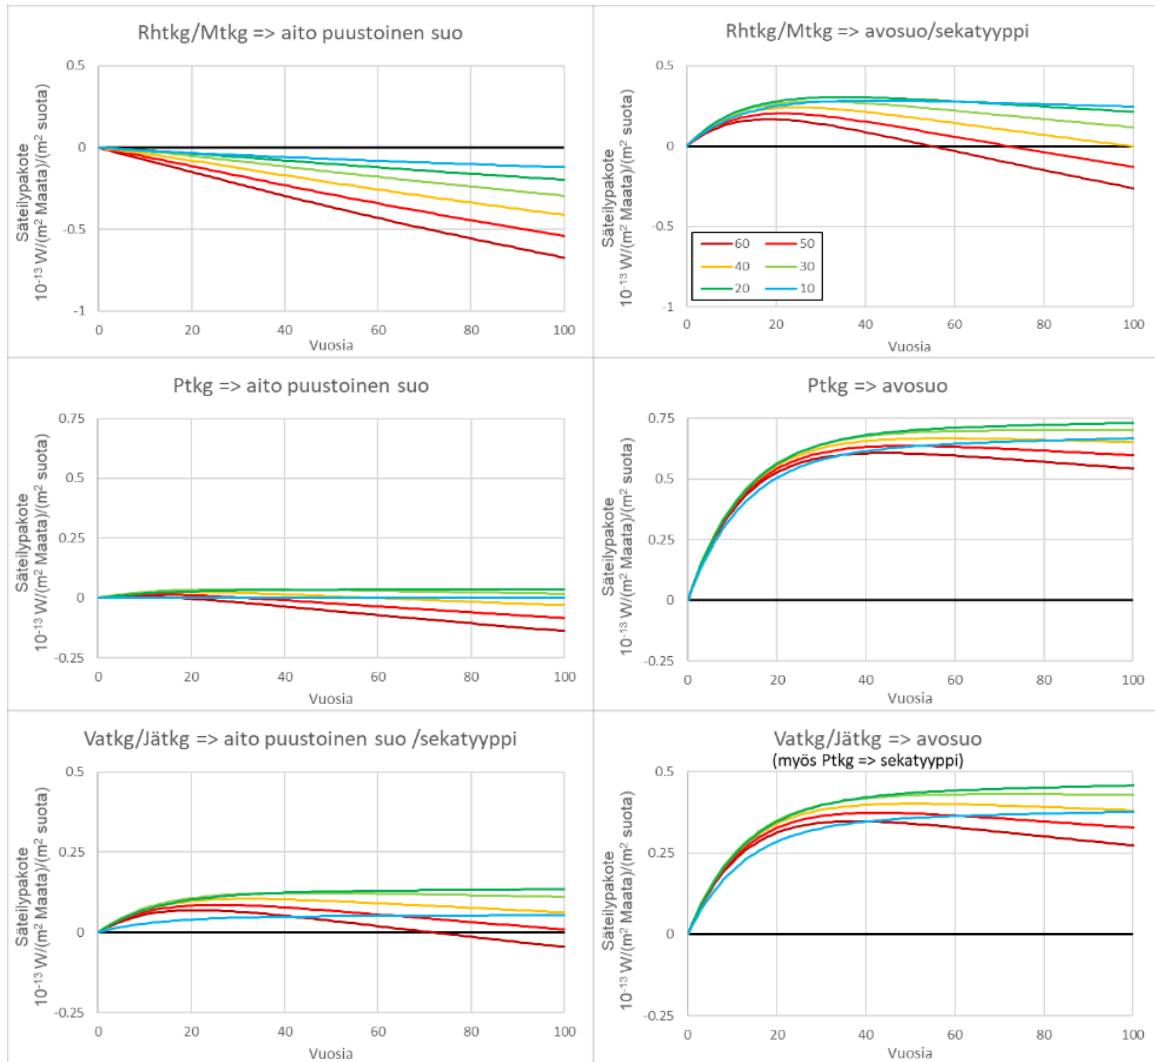 Rhtkg/Mtkg => aito puustoinen suo
Säteilypakote
10⁻¹³ W/(m² Maata)/(m² suota)
0.5
0
-0.5
-1
0 20 40 60 80 100
Vuosia
Rhtkg/Mtkg => avosuo/sekatyyppi
Säteilypakote
10⁻¹³ W/(m² Maata)/(m² suota)
0.5
0
-0.5
-1
60 50
40 30
20 10
0 20 40 60 80 100
Vuosia
Ptkg => aito puustoinen suo
Säteilypakote
10⁻¹³ W/(m² Maata)/(m² suota)
0.75
0.5
0.25
0
-0.25
0 20 40 60 80 100
Vuosia
Ptkg => avosuo
Säteilypakote
10⁻¹³ W/(m² Maata)/(m² suota)
0.75
0.5
0.25
0
-0.25
0 20 40 60 80 100
Vuosia
Vatkg/Jätkg => aito puustoinen suo /sekatyyppi
Säteilypakote
10⁻¹³ W/(m² Maata)/(m² suota)
0.5
0.25
0
-0.25
0 20 40 60 80 100
Vuosia
Vatkg/Jätkg => avosuo
(myös Ptkg => sekatyyppi)
Säteilypakote
10⁻¹³ W/(m² Maata)/(m² suota)
0.5
0.25
0
-0.25
0 20 40 60 80 100
Vuosia